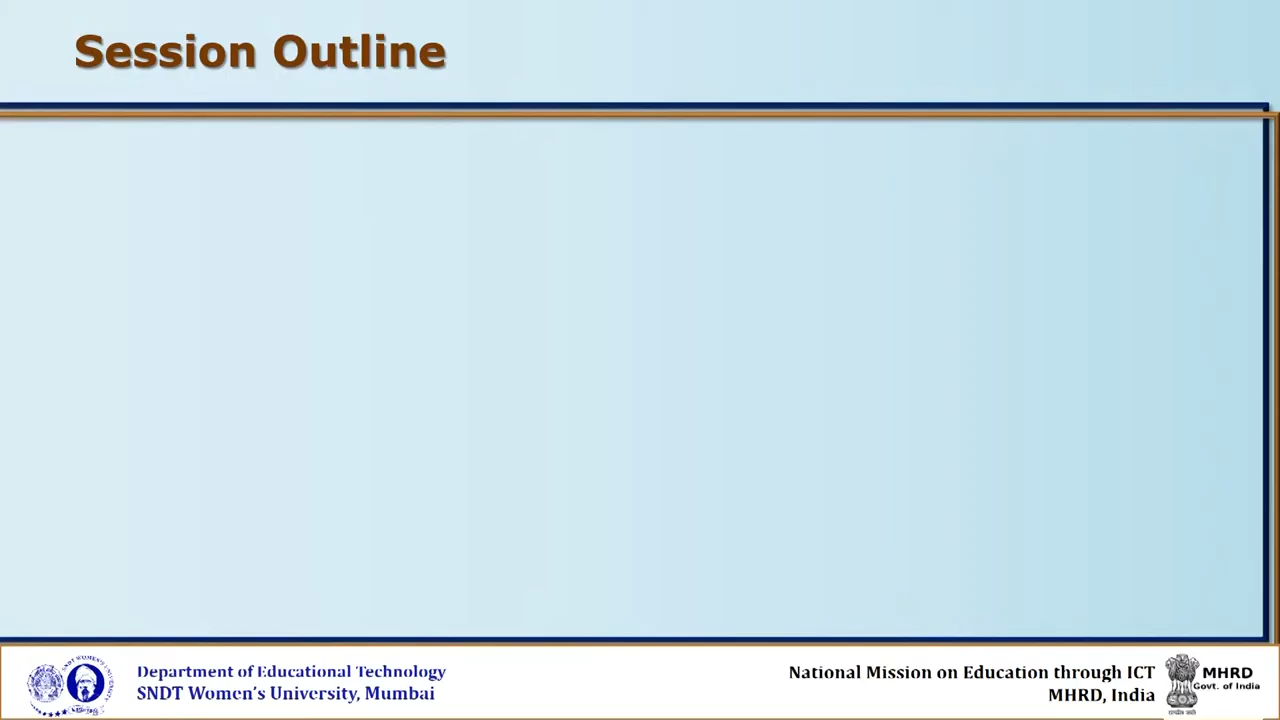 Session Outline
Department of Educational Technology
SNDT Women's University, Mumbai
National Mission on Education through ICT
MHRD, India
MHRD
Govt. of India